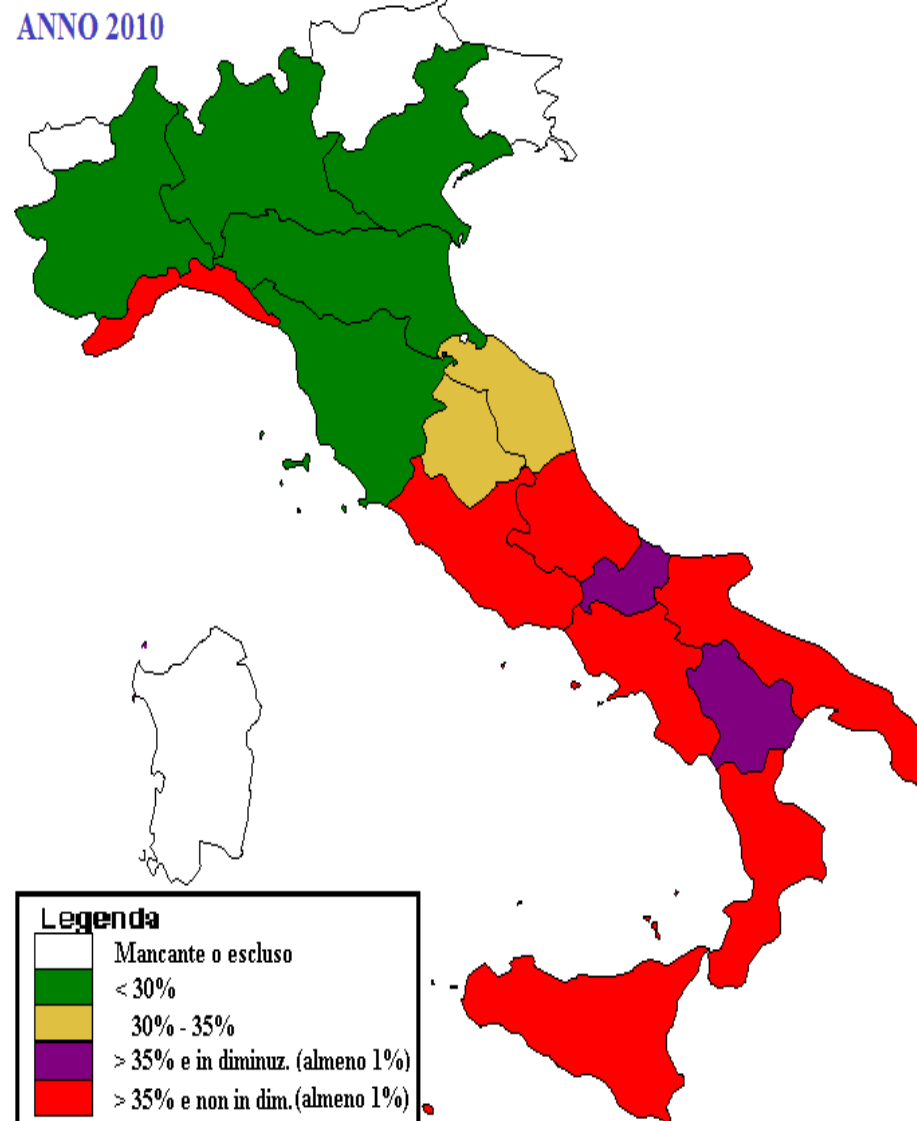 ANNO 2010
Legenda
Mancante o escluso
< 30%
30% - 35%
> 35% e in diminuz. (almeno 1%)
> 35% e non in dim.(almeno 1%)